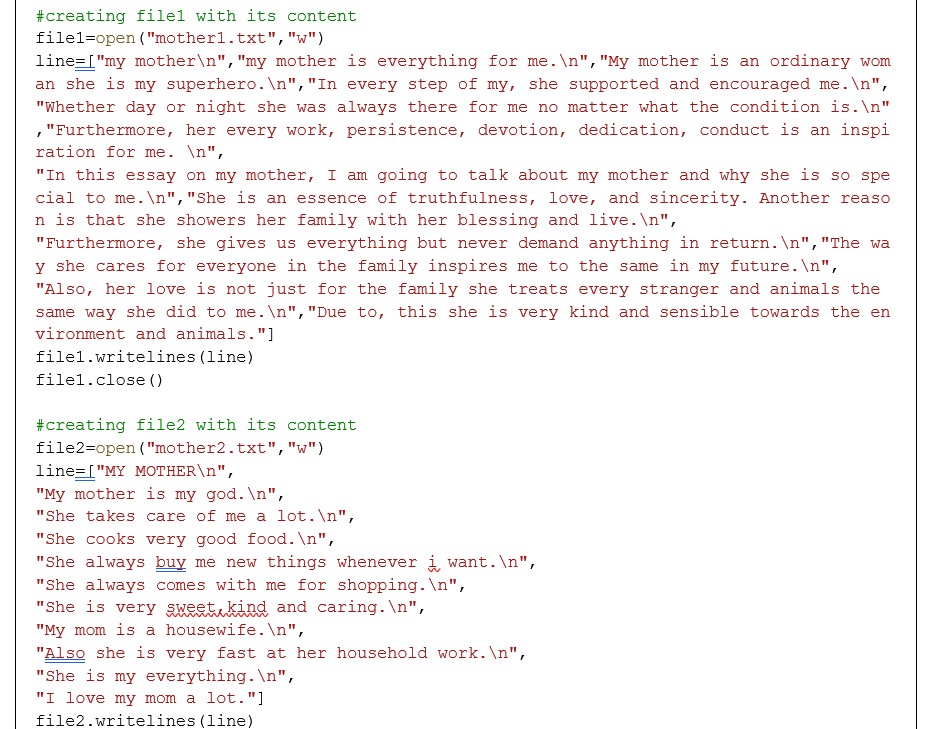 #creating file1 with its content
file1=open("mother1.txt","w")
line=["my mother\n","my mother is everything for me.\n","My mother is an ordinary wom
an she is my superhero.\n","In every step of my, she supported and encouraged me.\n",
"Whether day or night she was always there for me no matter what the condition is.\n"
,"Furthermore, her every work, persistence, devotion, dedication, conduct is an inspi
ration for me. \n",
"In this essay on my mother, I am going to talk about my mother and why she is so spe
cial to me.\n","She is an essence of truthfulness, love, and sincerity. Another reaso
n is that she showers her family with her blessing and live.\n",
"Furthermore, she gives us everything but never demand anything in return.\n","The wa
y she cares for everyone in the family inspires me to the same in my future.\n",
"Also, her love is not just for the family she treats every stranger and animals the
same way she did to me.\n","Due to, this she is very kind and sensible towards the en
vironment and animals."]
file1.writelines(line)
file1.close()
#creating file2 with its content
file2=open("mother2.txt","w")
line=["MY MOTHER\n",
"My mother is my god.\n",
"She takes care of me a lot.\n",
"She cooks very good food.\n",
"She always buy me new things whenever i want.\n",
"She always comes with me for shopping.\n",
"She is very sweet,kind and caring.\n",
"My mom is a housewife.\n",
"Also she is very fast at her household work.\n",
"She is my everything.\n",
"I love my mom a lot."]
file2.writelines(line)